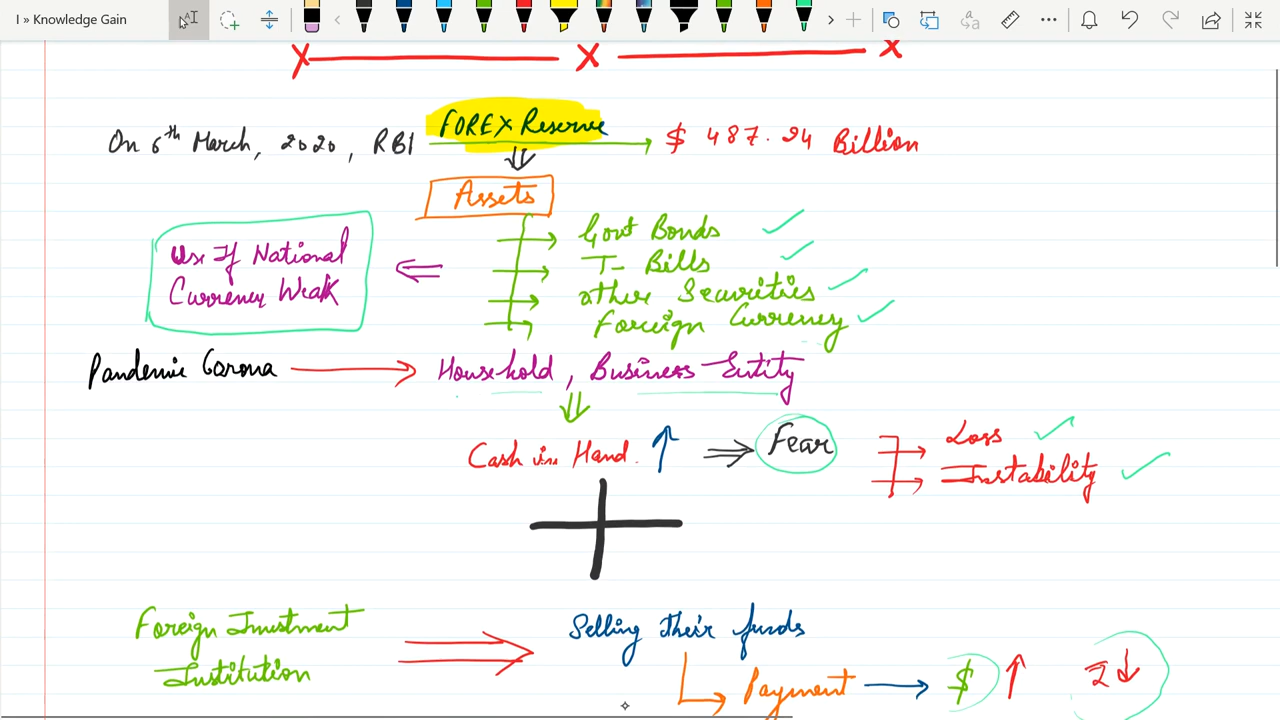 I » Knowledge Gain
On 6th March, 2020, RBI FOREX Reserve $ 487.24 Billion
Assets
Govt Bonds
T- Bills
other Securities
Foreign Currency
Use If National
Currency Weak
Pandemic Corona Household, Business Entity
Cash in Hand. Fear
Loss
Instability
Foreign Investment
Institution
Selling their funds
Payment $ ₹